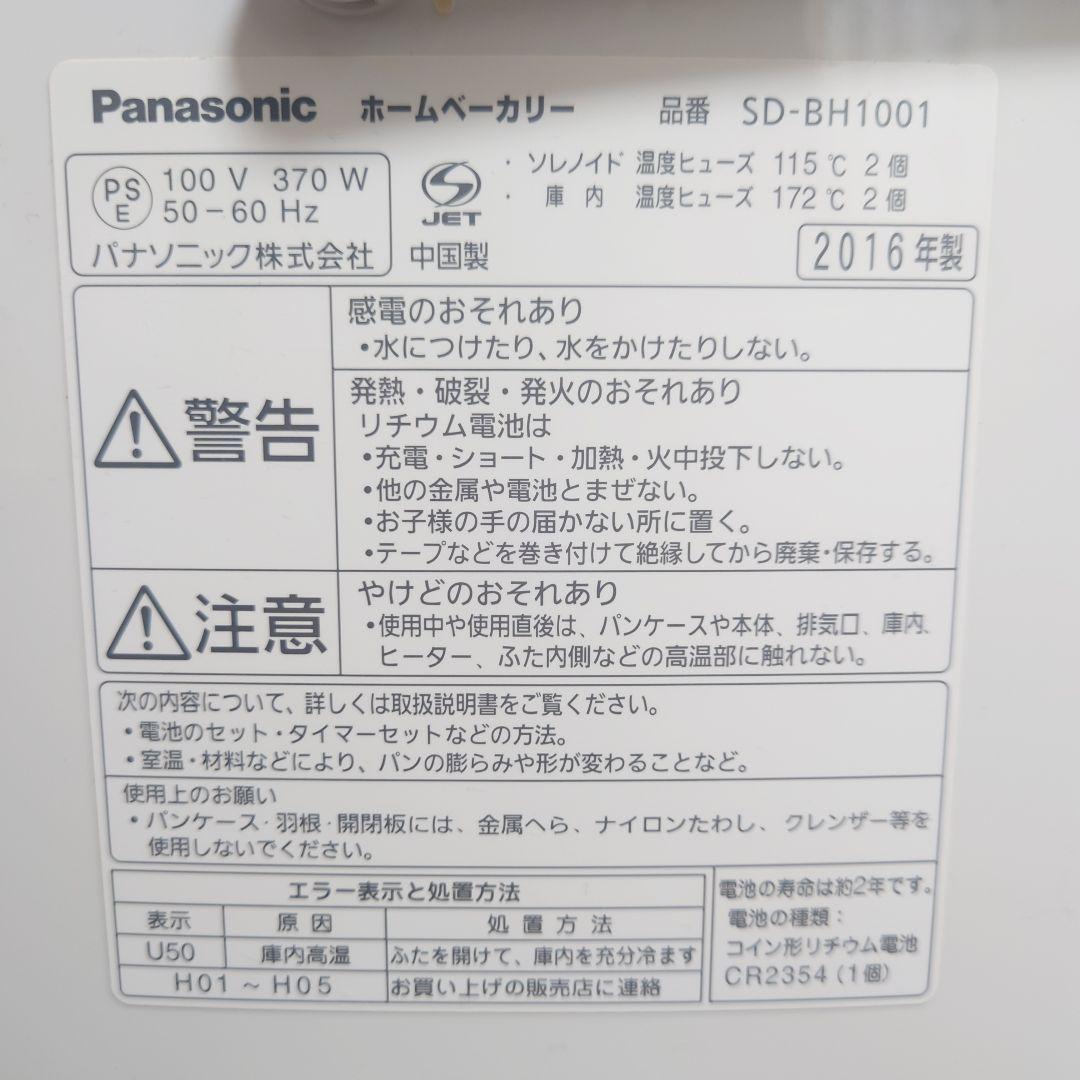 Panasonic ホームベーカリー 品番 SD-BH1001
PS
E
100 V 370 W
50-60 Hz
パナソニック株式会社
JET
中国製
・ソレノイド 温度ヒューズ 115℃ 2個
・庫内 温度ヒューズ 172℃ 2個
2016年製
警告
感電のおそれあり
•水につけたり、水をかけたりしない。
発熱・破裂・発火のおそれあり
リチウム電池は
•充電・ショート・加熱・火中投下しない。
•他の金属や電池とまぜない。
•お子様の手の届かない所に置く。
•テープなどを巻き付けて絶縁してから廃棄・保存する。
注意
やけどのおそれあり
•使用中や使用直後は、パンケースや本体、排気口、庫内、
ヒーター、ふた内側などの高温部に触れない。
次の内容について、詳しくは取扱説明書をご覧ください。
•電池のセット・タイマーセットなどの方法。
•室温・材料などにより、パンの膨らみや形が変わることなど。
使用上のお願い
•パンケース・羽根・開閉板には、金属へら、ナイロンたわし、クレンザー等を
使用しないでください。
エラー表示と処置方法
表示 原因 処置方法
U50 庫内高温 ふたを開けて、庫内を充分冷ます
H01 ~ H05 お買い上げの販売店に連絡
電池の寿命は約2年です。
電池の種類:
コイン形リチウム電池
CR2354 (1個)